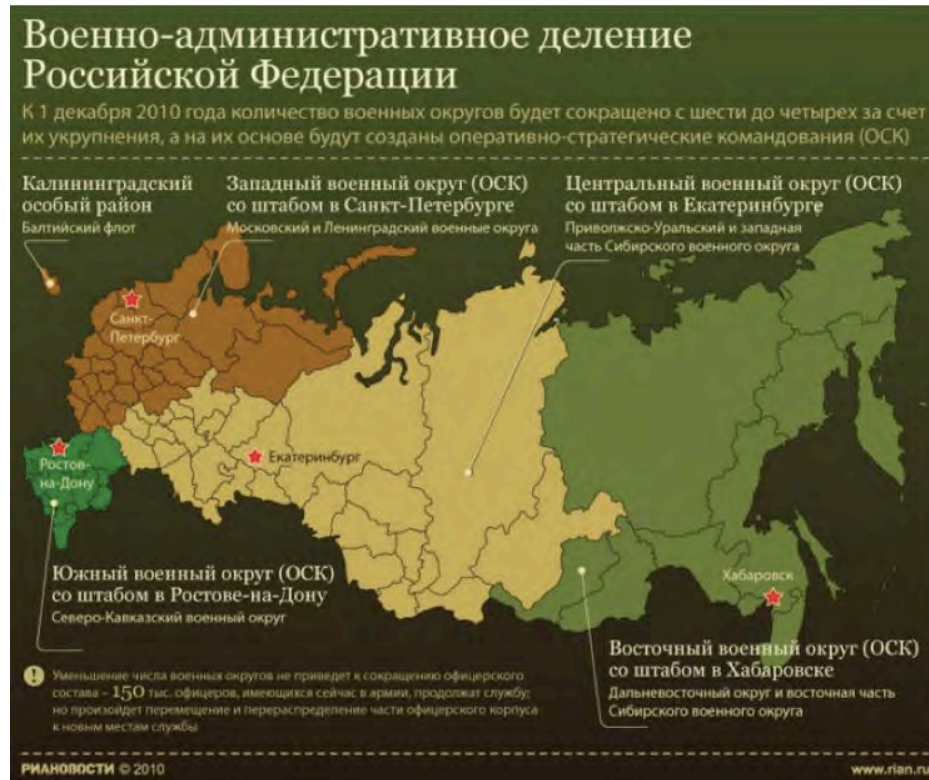 Военно-административное деление
Российской Федерации
К 1 декабря 2010 года количество военных округов будет сокращено с шести до четырех за счет
их укрупнения, а на их основе будут созданы оперативно-стратегические командования (ОСК)
Калининградский
особый район
Балтийский флот
Западный военный округ (ОСК)
со штабом в Санкт-Петербурге
Московский и Ленинградский военные округа
Центральный военный округ (ОСК)
со штабом в Екатеринбурге
Приволжско-Уральский и западная
часть Сибирского военного округа
Санкт-
Петербург
Екатеринбург
Ростов-
на-Дону
Хабаровск
Южный военный округ (ОСК)
со штабом в Ростове-на-Дону
Северо-Кавказский военный округ
Восточный военный округ (ОСК)
со штабом в Хабаровске
Дальневосточный округ и восточная часть
Сибирского военного округа
! Уменьшение числа военных округов не приведет к сокращению офицерского
состава – 150 тыс. офицеров, имеющихся сейчас в армии, продолжат службу;
но произойдет перемещение и перераспределение части офицерского корпуса
к новым местам службы
РИАНОВОСТИ © 2010
www.rian.ru